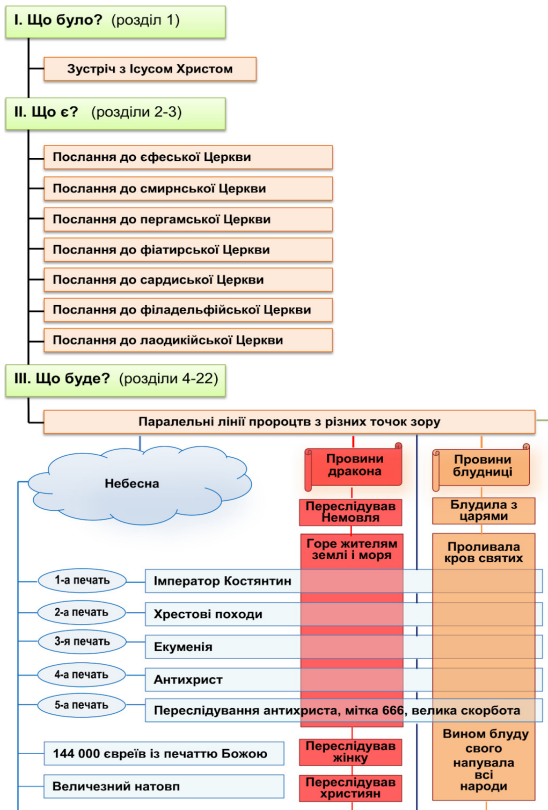 І. Що було? (розділ 1)
Зустріч з Ісусом Христом
ІІ. Що є? (розділи 2-3)
Послання до єфеської Церкви
Послання до смирнської Церкви
Послання до пергамської Церкви
Послання до фіатирської Церкви
Послання до сардиської Церкви
Послання до філадельфійської Церкви
Послання до лаодикійської Церкви
ІІІ. Що буде? (розділи 4-22)
Паралельні лінії пророцтв з різних точок зору
Небесна
Провини
дракона
Провини
блудниці
Переслідував
Немовля
Блудила з
царями
Горе жителям
землі і моря
Проливала
кров святих
1-а печать
Імператор Костянтин
2-а печать
Хрестові походи
3-я печать
Екуменія
4-а печать
Антихрист
5-а печать
Переслідування антихриста, мітка 666, велика скорбота
144 000 євреїв із печаттю Божою
Переслідував
жінку
Вином блуду
свого
напувала
всі
народи
Величезний натовп
Переслідував
християн